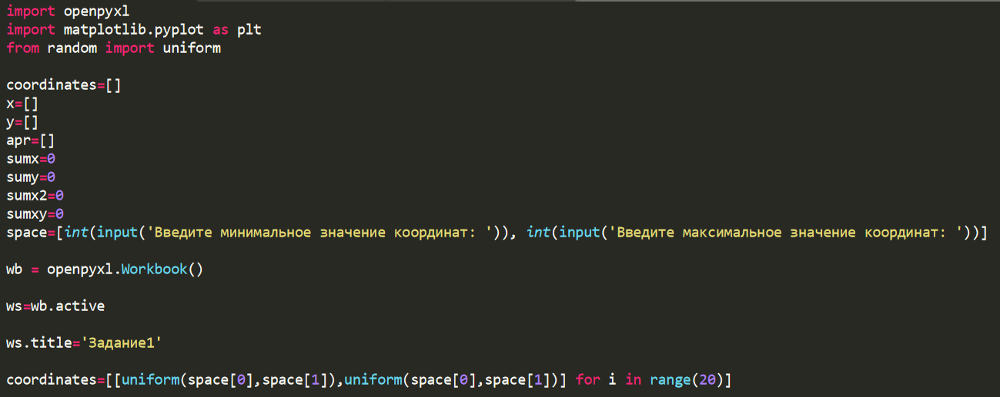 import openpyxl
import matplotlib.pyplot as plt
from random import uniform
coordinates=[]
x=[]
y=[]
apr=[]
sumx=0
sumy=0
sumx2=0
sumxy=0
space=[int(input('Введите минимальное значение координат: ')), int(input('Введите максимальное значение координат: '))]
wb = openpyxl.Workbook()
ws=wb.active
ws.title='Задание1'
coordinates=[[uniform(space[0],space[1]),uniform(space[0],space[1])] for i in range(20)]